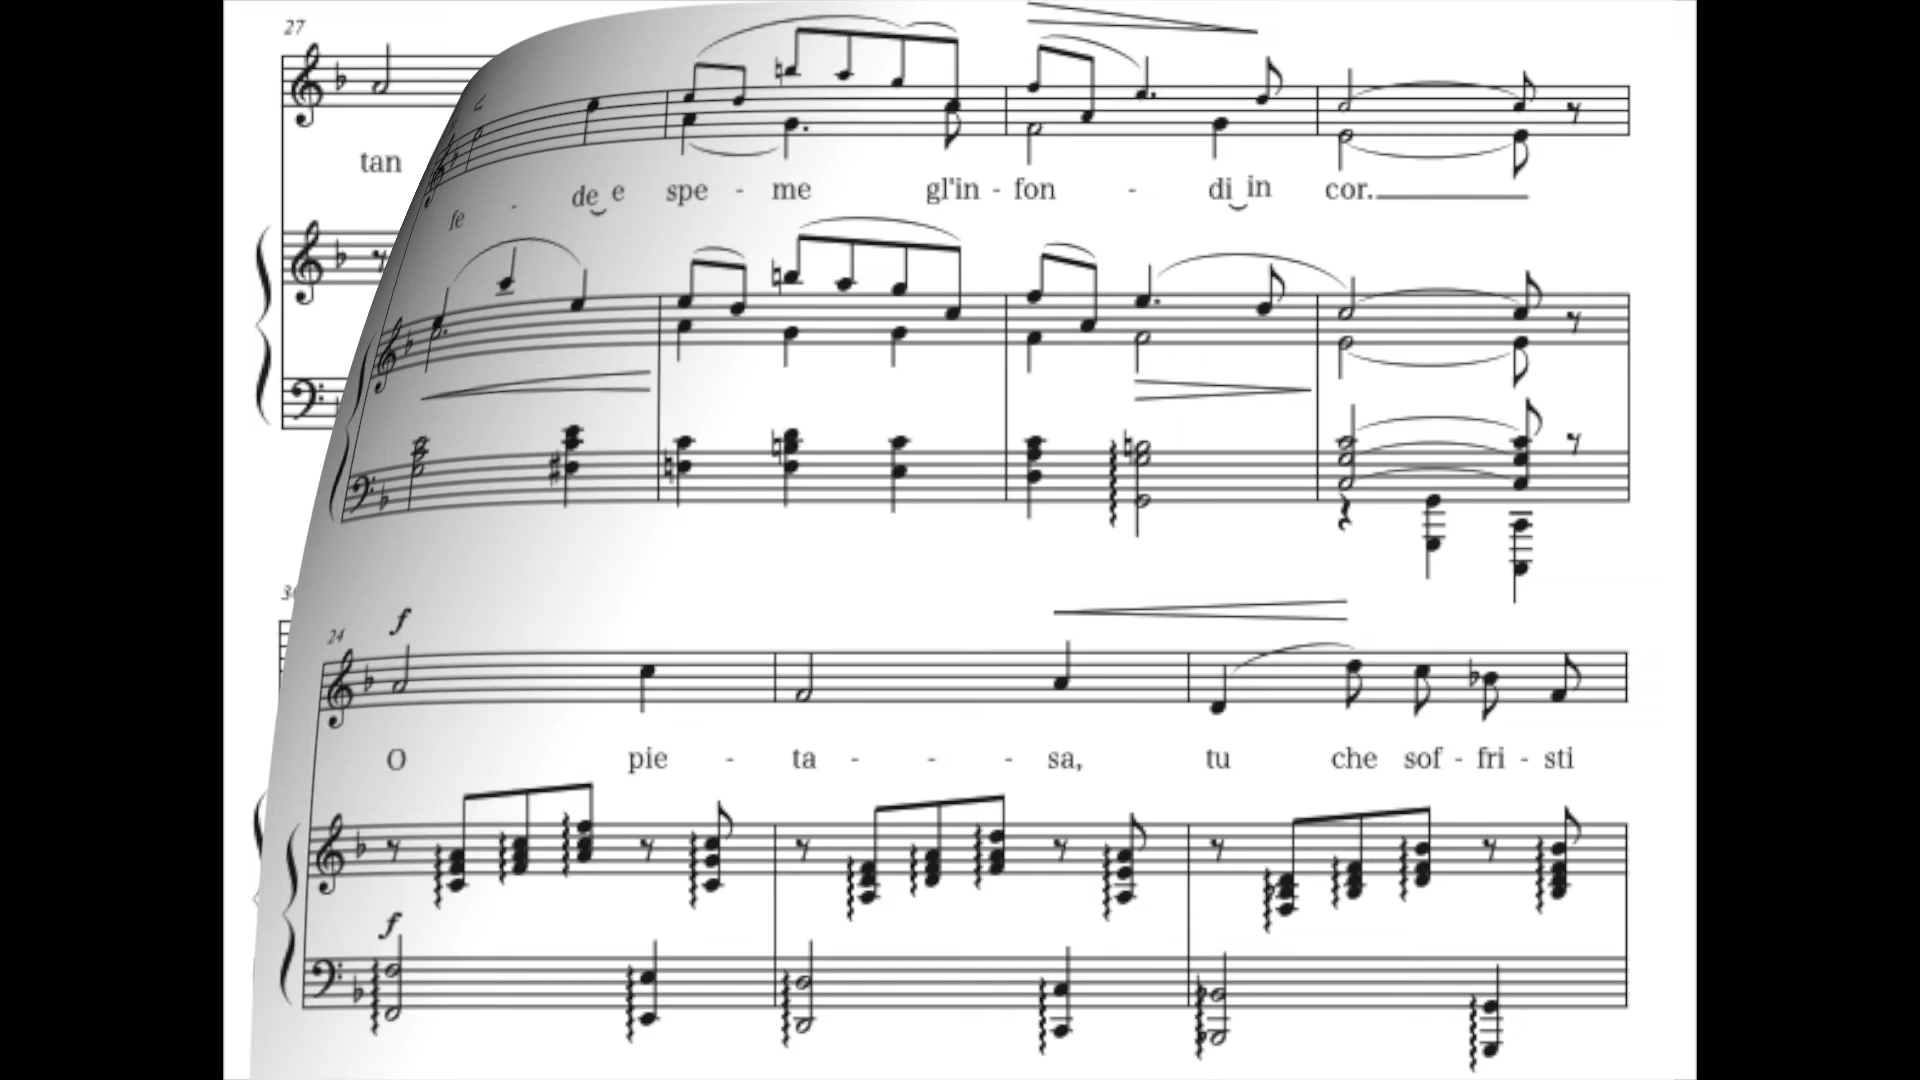 27
tan
fe - de e spe - me gl'in - fon - di in cor.
f
24
O pie - ta - - - sa, tu che sof - fri - sti
f